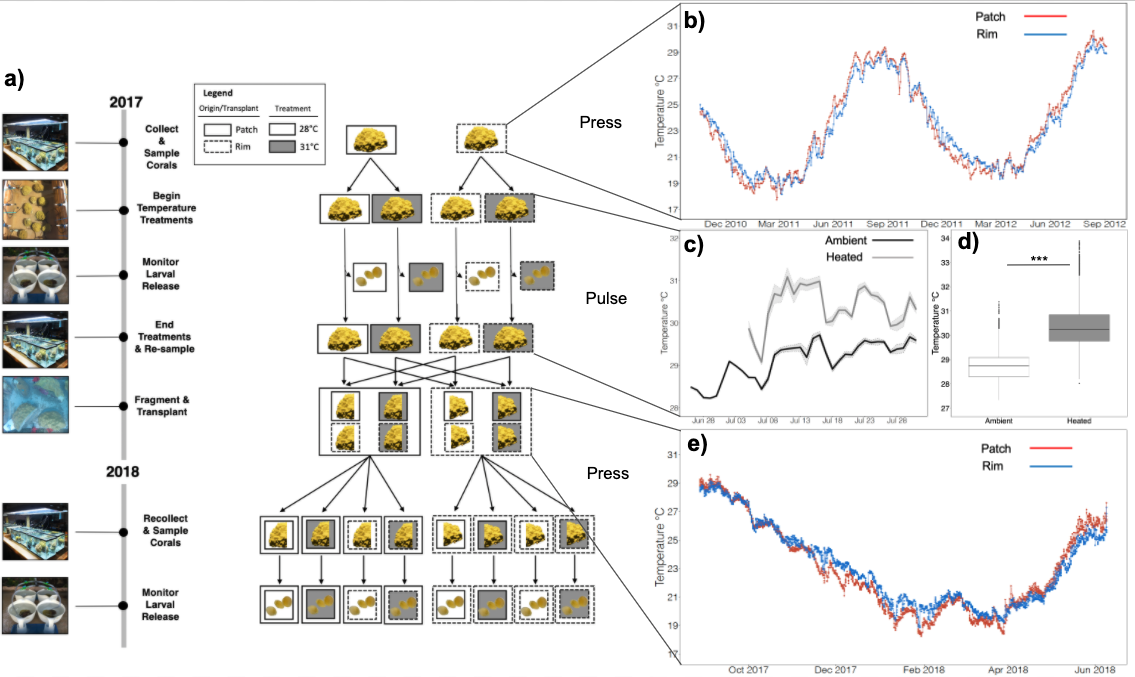 a)
2017
Collect
&
Sample
Corals
Begin
Temperature
Treatments
Monitor
Larval
Release
End
Treatments
& Re-sample
Fragment &
Transplant
2018
Recollect
& Sample
Corals
Monitor
Larval
Release
Legend
Origin/Transplant Treatment
Patch 28°C
Rim 31°C
Press
Pulse
Press
b)
Patch
Rim
Temperature °C
31
29
27
25
23
21
19
17
Dec 2010 Mar 2011 Jun 2011 Sep 2011 Dec 2011 Mar 2012 Jun 2012 Sep 2012
c)
Ambient
Heated
Temperature °C
32
31
30
29
28
Jun 28 Jul 03 Jul 08 Jul 13 Jul 18 Jul 23 Jul 28
d)
***
Temperature °C
34
33
32
31
30
29
28
27
Ambient Heated
e)
Patch
Rim
Temperature °C
31
29
27
25
23
21
19
17
Oct 2017 Dec 2017 Feb 2018 Apr 2018 Jun 2018